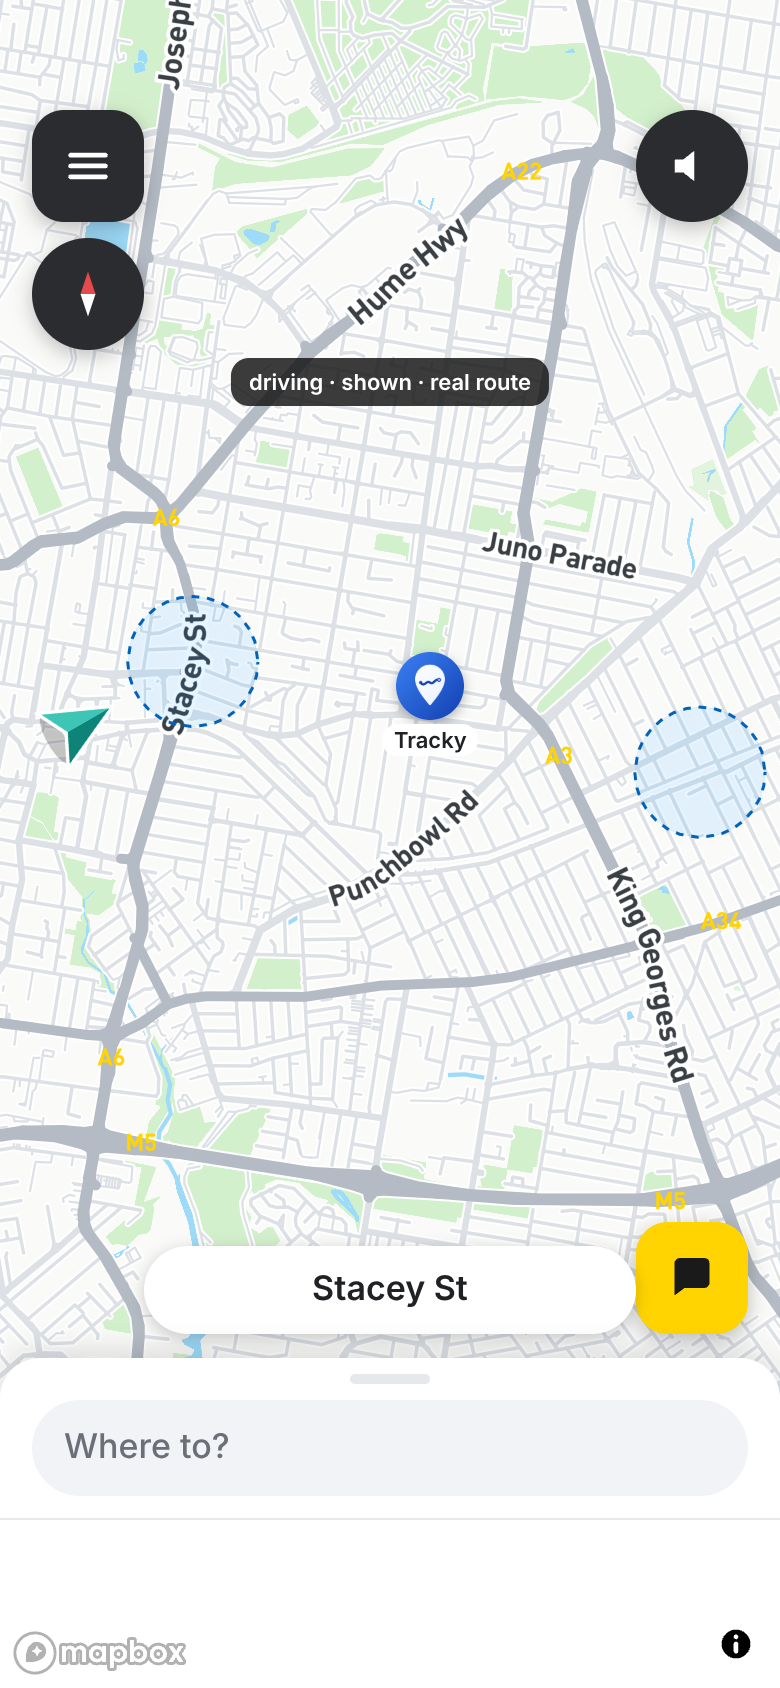 Joseph
A22
Hume Hwy
driving · shown · real route
A6
Juno Parade
Stacey St
Tracky
A3
Punchbowl Rd
King Georges Rd
A34
A6
M5
M5
Stacey St
Where to?
mapbox